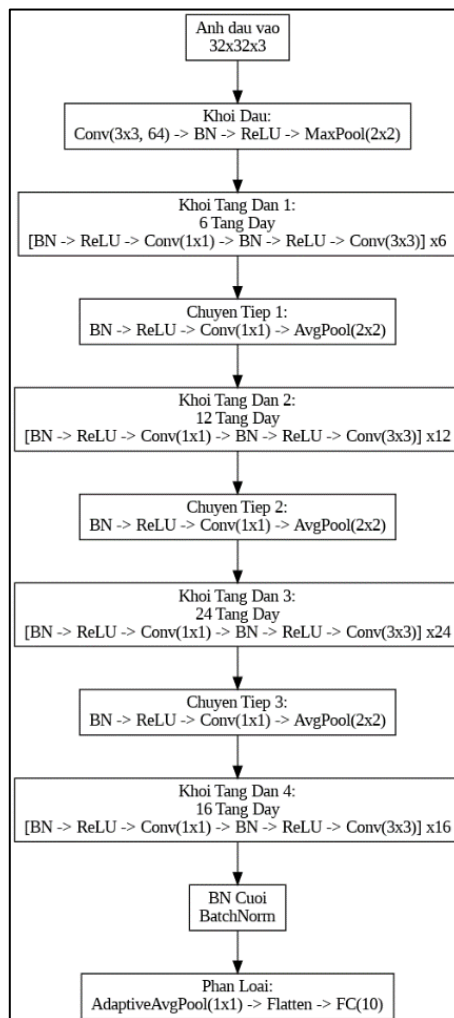 Anh dau vao
32x32x3
Khoi Dau:
Conv(3x3, 64) -> BN -> ReLU -> MaxPool(2x2)
Khoi Tang Dan 1:
6 Tang Day
[BN -> ReLU -> Conv(1x1) -> BN -> ReLU -> Conv(3x3)] x6
Chuyen Tiep 1:
BN -> ReLU -> Conv(1x1) -> AvgPool(2x2)
Khoi Tang Dan 2:
12 Tang Day
[BN -> ReLU -> Conv(1x1) -> BN -> ReLU -> Conv(3x3)] x12
Chuyen Tiep 2:
BN -> ReLU -> Conv(1x1) -> AvgPool(2x2)
Khoi Tang Dan 3:
24 Tang Day
[BN -> ReLU -> Conv(1x1) -> BN -> ReLU -> Conv(3x3)] x24
Chuyen Tiep 3:
BN -> ReLU -> Conv(1x1) -> AvgPool(2x2)
Khoi Tang Dan 4:
16 Tang Day
[BN -> ReLU -> Conv(1x1) -> BN -> ReLU -> Conv(3x3)] x16
BN Cuoi
BatchNorm
Phan Loai:
AdaptiveAvgPool(1x1) -> Flatten -> FC(10)